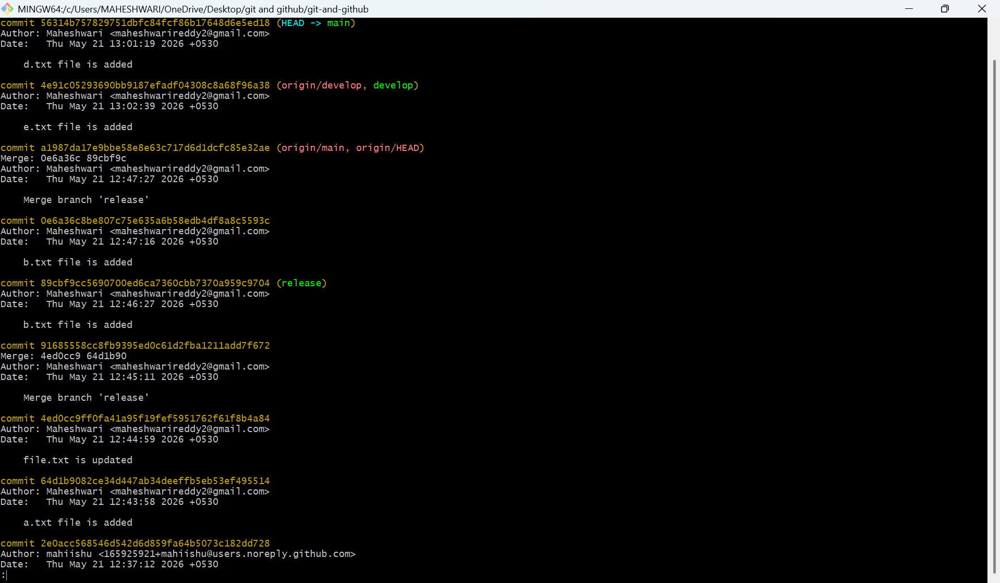 MINGW64:/c/Users/MAHESHWARI/OneDrive/Desktop/git and github/git-and-github
commit 56314b757829751dbfc84fcf86b17648d6e5ed18 (HEAD -> main)
Author: Maheshwari <maheshwarireddy2@gmail.com>
Date:   Thu May 21 13:01:19 2026 +0530

    d.txt file is added

commit 4e91c05293690bb9187efadf04308c8a68f96a38 (origin/develop, develop)
Author: Maheshwari <maheshwarireddy2@gmail.com>
Date:   Thu May 21 13:02:39 2026 +0530

    e.txt file is added

commit a1987da17e9bbe58e8e63c717d6d1dcfc85e32ae (origin/main, origin/HEAD)
Merge: 0e6a36c 89cbf9c
Author: Maheshwari <maheshwarireddy2@gmail.com>
Date:   Thu May 21 12:47:27 2026 +0530

    Merge branch 'release'

commit 0e6a36c8be807c75e635a6b58edb4df8a8c5593c
Author: Maheshwari <maheshwarireddy2@gmail.com>
Date:   Thu May 21 12:47:16 2026 +0530

    b.txt file is added

commit 89cbf9cc5690700ed6ca7360cbb7370a959c9704 (release)
Author: Maheshwari <maheshwarireddy2@gmail.com>
Date:   Thu May 21 12:46:27 2026 +0530

    b.txt file is added

commit 91685558cc8fb9395ed0c61d2fba1211add7f672
Merge: 4ed0cc9 64d1b90
Author: Maheshwari <maheshwarireddy2@gmail.com>
Date:   Thu May 21 12:45:11 2026 +0530

    Merge branch 'release'

commit 4ed0cc9ff0fa41a95f19fef5951762f61f8b4a84
Author: Maheshwari <maheshwarireddy2@gmail.com>
Date:   Thu May 21 12:44:59 2026 +0530

    file.txt is updated

commit 64d1b9082ce34d447ab34deeffb5eb53ef495514
Author: Maheshwari <maheshwarireddy2@gmail.com>
Date:   Thu May 21 12:43:58 2026 +0530

    a.txt file is added

commit 2e0acc568546d542d6d859fa64b5073c182dd728
Author: mahiishu <165925921+mahiishu@users.noreply.github.com>
Date:   Thu May 21 12:37:12 2026 +0530
: